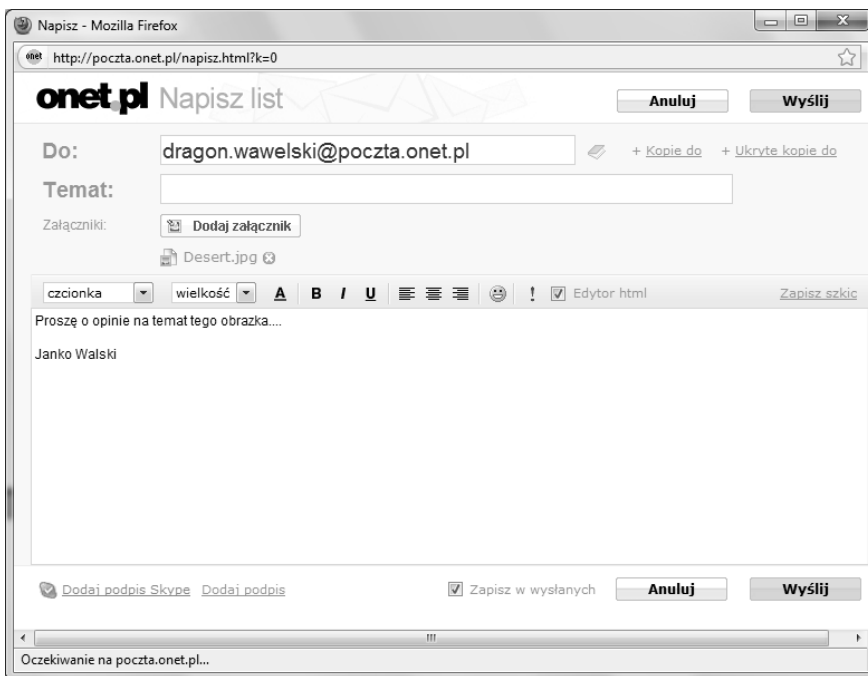 Napisz - Mozilla Firefox
onet http://poczta.onet.pl/napisz.html?k=0
onet.pl Napisz list Anuluj Wyślij
Do: dragon.wawelski@poczta.onet.pl + Kopie do + Ukryte kopie do
Temat:
Załączniki: Dodaj załącznik
Desert.jpg
czcionka wielkość A B I U ! Edytor html Zapisz szkic
Proszę o opinie na temat tego obrazka....
Janko Walski
Dodaj podpis Skype Dodaj podpis Zapisz w wysłanych Anuluj Wyślij
Oczekiwanie na poczta.onet.pl...